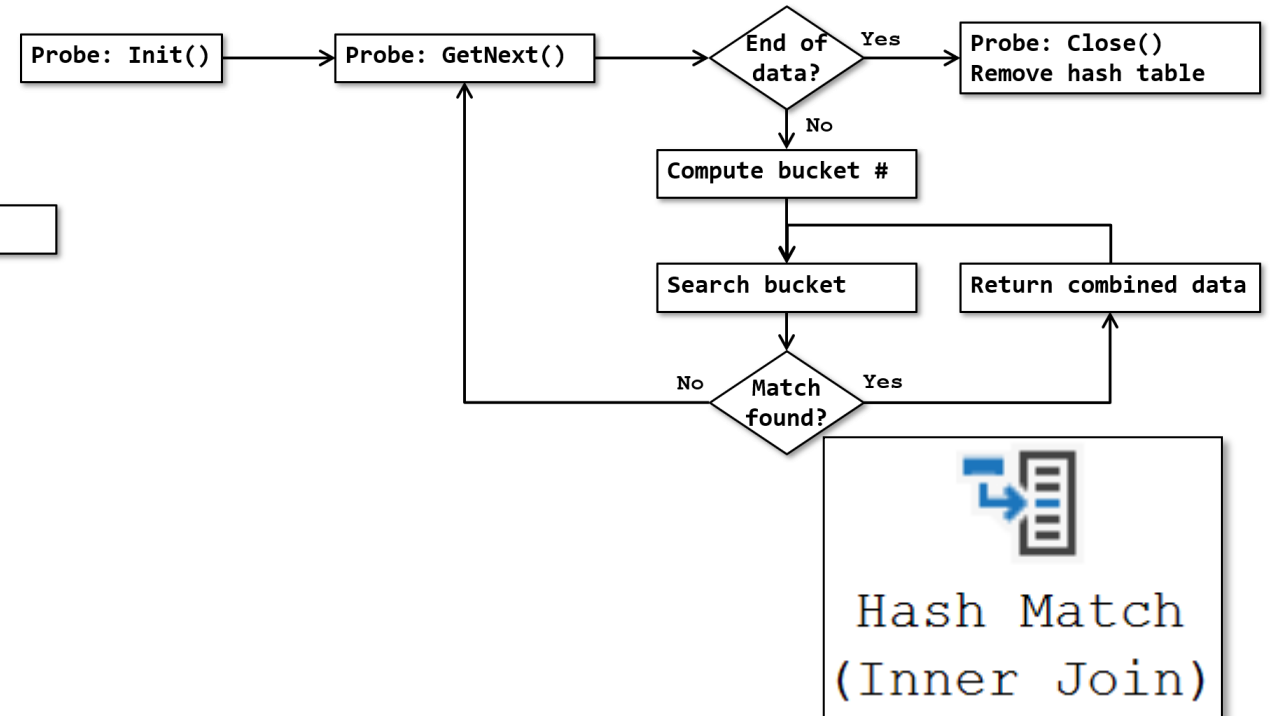 Probe: Init()
Probe: GetNext()
End of
data?
Yes
Probe: Close()
Remove hash table
No
Compute bucket #
Search bucket
Return combined data
No
Match
found?
Yes
Hash Match
(Inner Join)